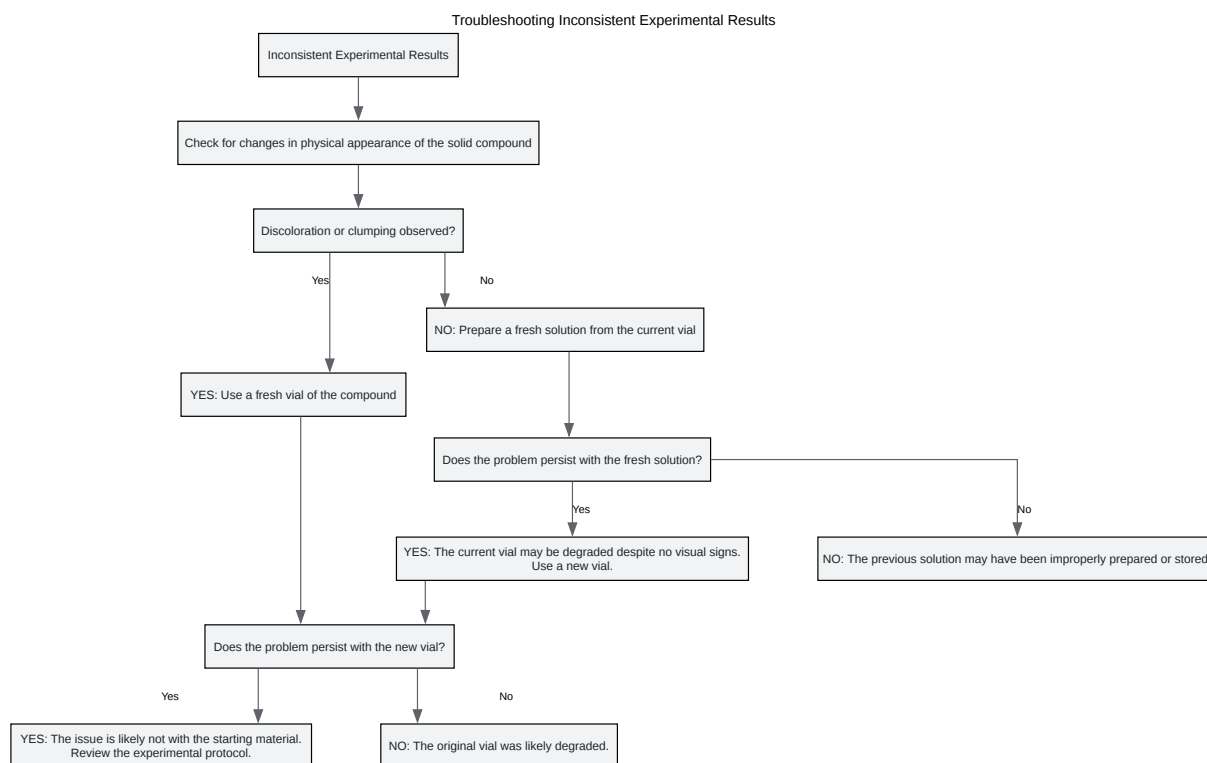 Troubleshooting Inconsistent Experimental Results
Inconsistent Experimental Results
Check for changes in physical appearance of the solid compound
Discoloration or clumping observed?
Yes
No
NO: Prepare a fresh solution from the current vial
YES: Use a fresh vial of the compound
Does the problem persist with the fresh solution?
Yes
No
YES: The current vial may be degraded despite no visual signs.
Use a new vial.
NO: The previous solution may have been improperly prepared or stored
Does the problem persist with the new vial?
Yes
No
YES: The issue is likely not with the starting material.
Review the experimental protocol.
NO: The original vial was likely degraded.